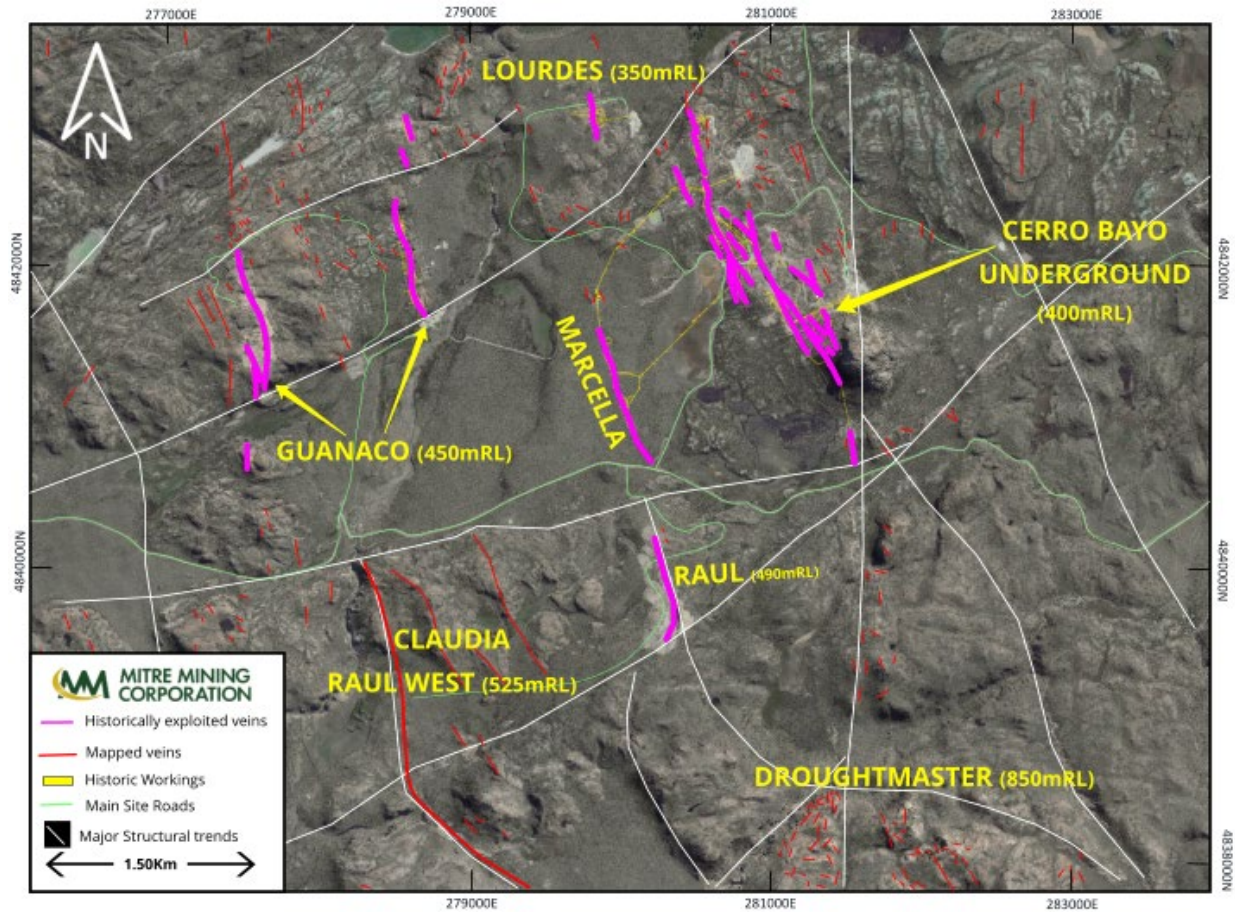 277000E 279000E 281000E 283000E
LOURDES (350mRL)
N
CERRO BAYO
UNDERGROUND
(400mRL)
4842000N
4842000N
MARCELLA
GUANACO (450mRL)
4840000N
4840000N
RAUL (490mRL)
CLAUDIA
RAUL WEST (525mRL)
DROUGHTMASTER (850mRL)
MITRE MINING
CORPORATION
Historically exploited veins
Mapped veins
Historic Workings
Main Site Roads
Major Structural trends
1.50Km
4838000N
279000E 281000E 283000E